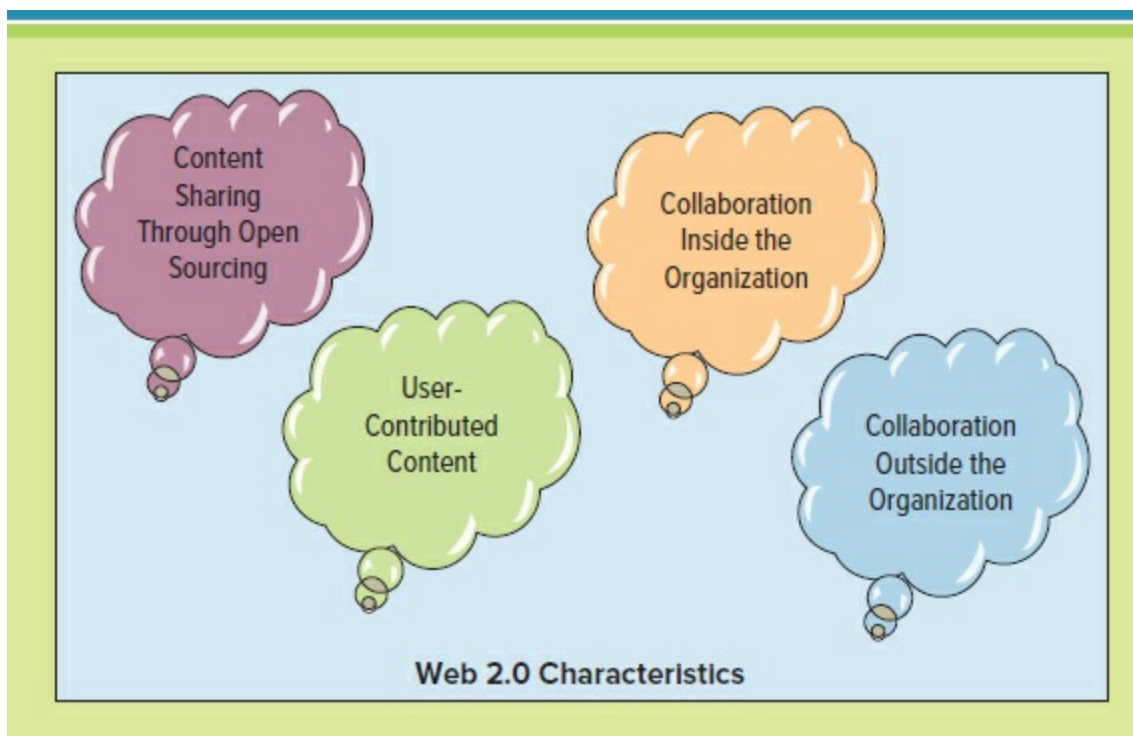 Content
Sharing
Through Open
Sourcing
User-
Contributed
Content
Collaboration
Inside the
Organization
Collaboration
Outside the
Organization
Web 2.0 Characteristics